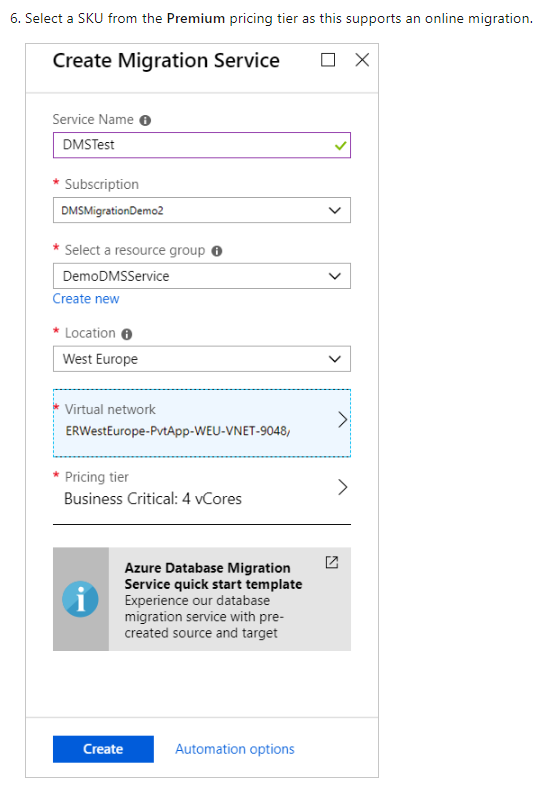 6. Select a SKU from the Premium pricing tier as this supports an online migration.
Create Migration Service
Service Name
DMSTest
* Subscription
DMSMigrationDemo2
* Select a resource group
DemoDMSService
Create new
* Location
West Europe
* Virtual network
ERWestEurope-PvtApp-WEU-VNET-9048/
* Pricing tier
Business Critical: 4 vCores
Azure Database Migration
Service quick start template
Experience our database
migration service with pre-
created source and target
Create
Automation options